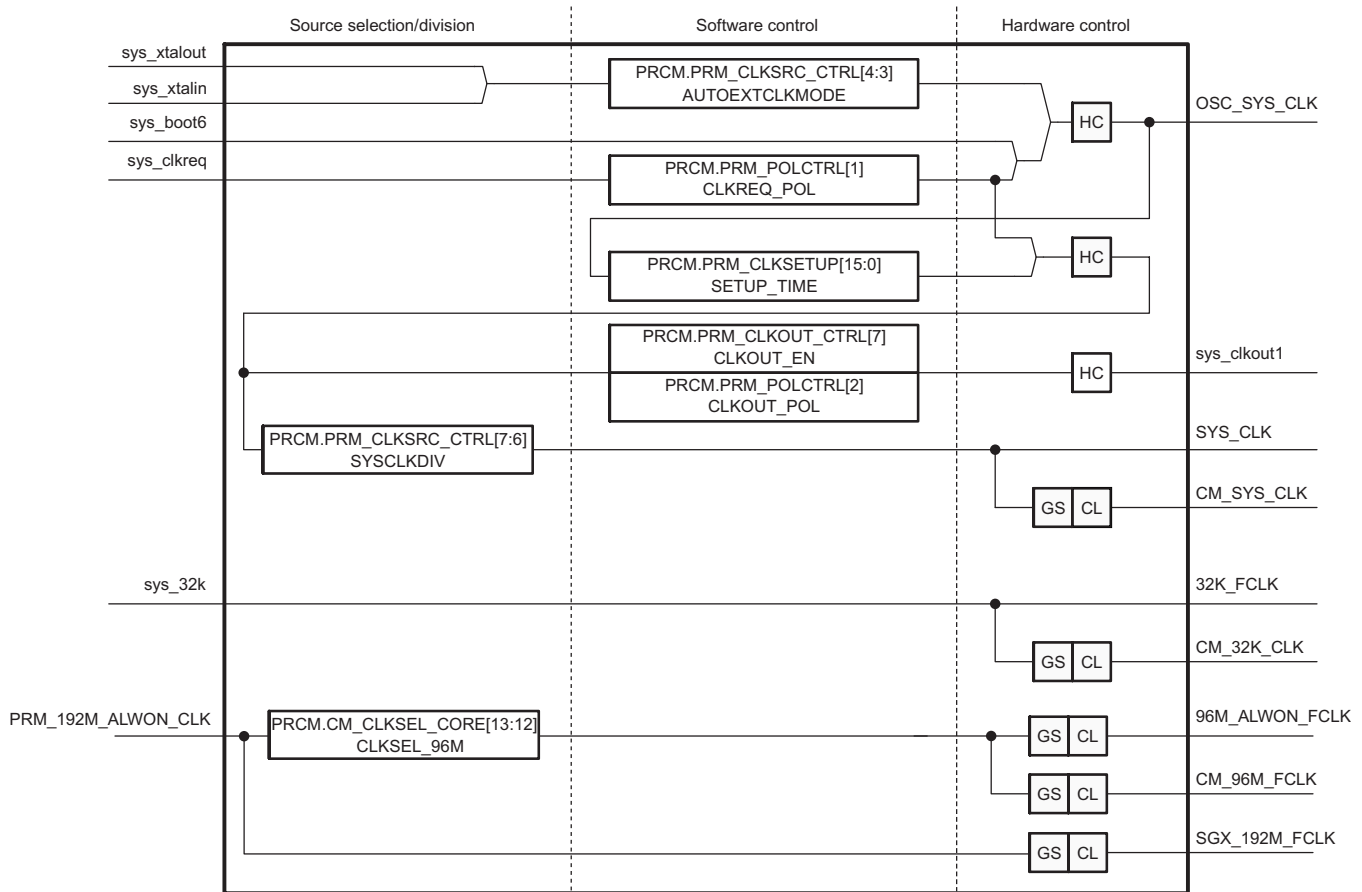 Source selection/division
Software control
Hardware control
sys_xtalout
PRCM.PRM_CLKSRC_CTRL[4:3]
AUTOEXTCLKMODE
sys_xtalin
OSC_SYS_CLK
HC
sys_boot6
sys_clkreq
PRCM.PRM_POLCTRL[1]
CLKREQ_POL
PRCM.PRM_CLKSETUP[15:0]
SETUP_TIME
HC
PRCM.PRM_CLKOUT_CTRL[7]
CLKOUT_EN
PRCM.PRM_POLCTRL[2]
CLKOUT_POL
HC
sys_clkout1
PRCM.PRM_CLKSRC_CTRL[7:6]
SYSCLKDIV
SYS_CLK
GS CL
CM_SYS_CLK
sys_32k
32K_FCLK
GS CL
CM_32K_CLK
PRM_192M_ALWON_CLK
PRCM.CM_CLKSEL_CORE[13:12]
CLKSEL_96M
GS CL
96M_ALWON_FCLK
GS CL
CM_96M_FCLK
GS CL
SGX_192M_FCLK